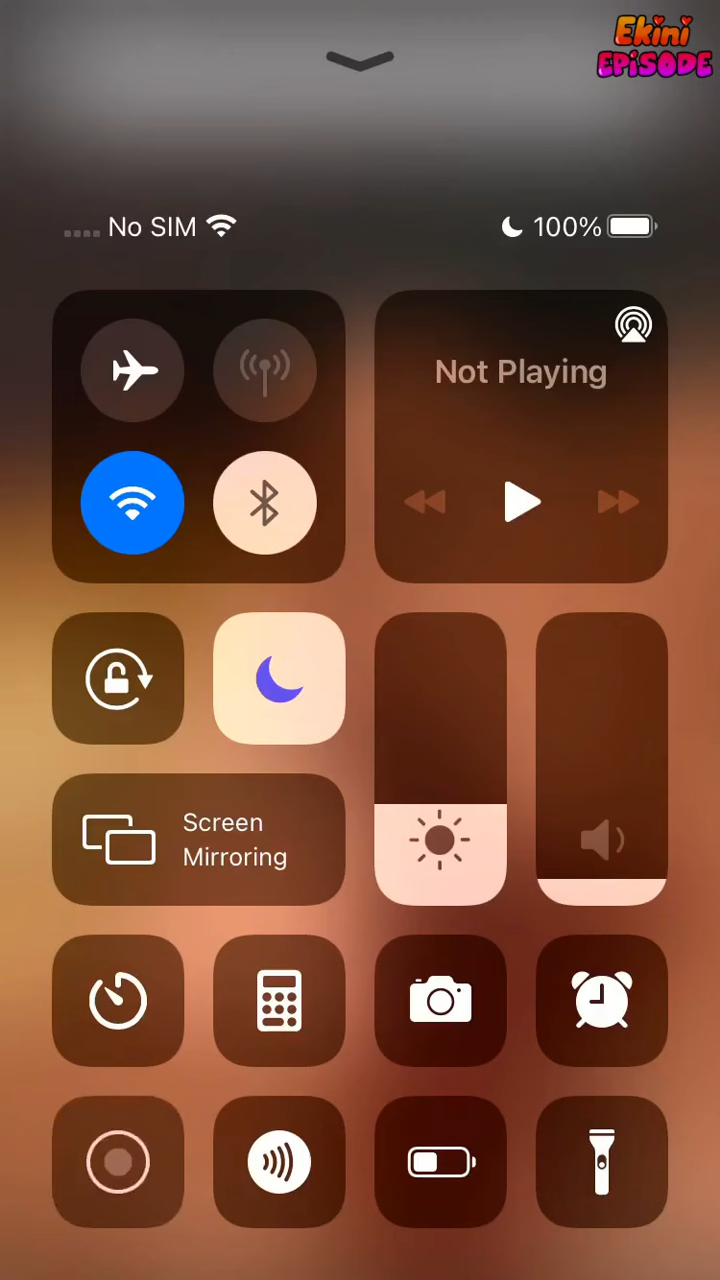 Ekini
EPiSODE
No SIM
100%
Not Playing
Screen
Mirroring